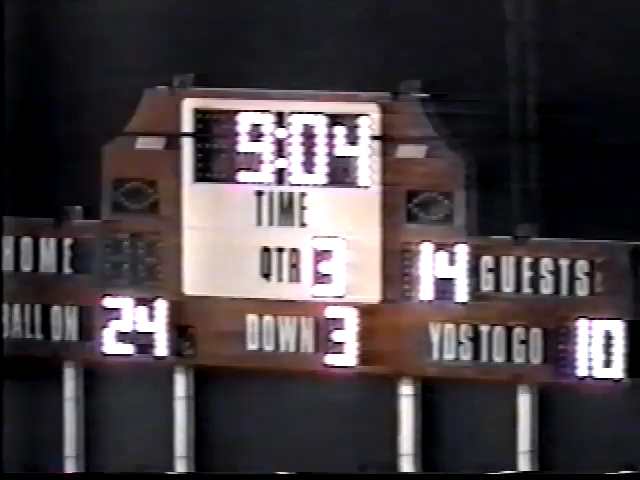 9:04
TIME
QTR 3
HOME 14 GUESTS
BALL ON 24 DOWN 3 YDS TO GO 10